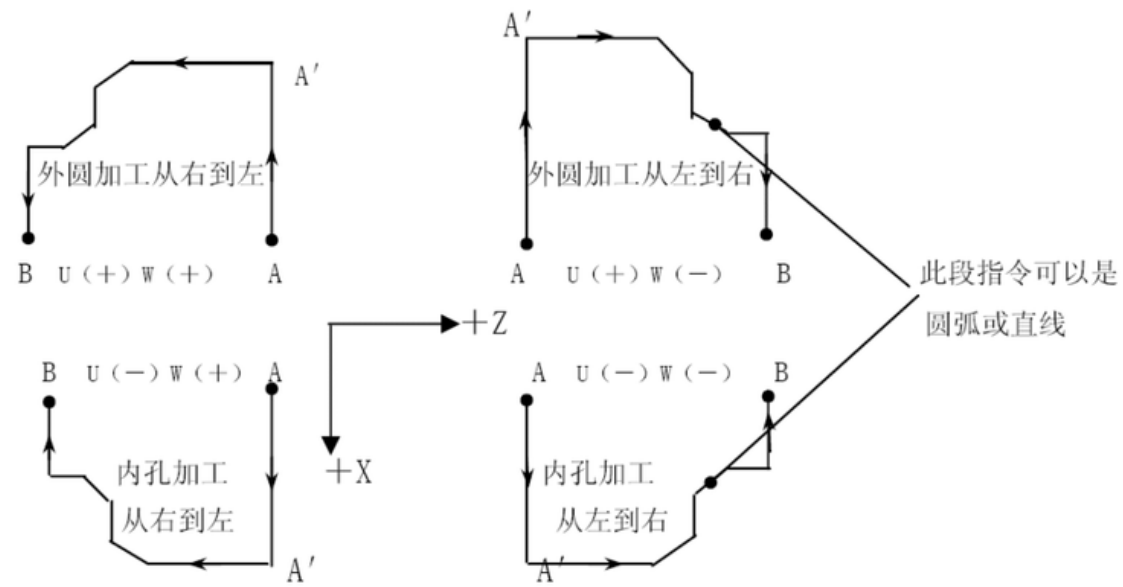 A′
A′
外圆加工从右到左
外圆加工从左到右
B U（+）W（+） A
A U（+）W（-） B
此段指令可以是
圆弧或直线
+Z
B U（-）W（+） A
A U（-）W（-） B
+X
内孔加工
从右到左
内孔加工
从左到右
A′
A′